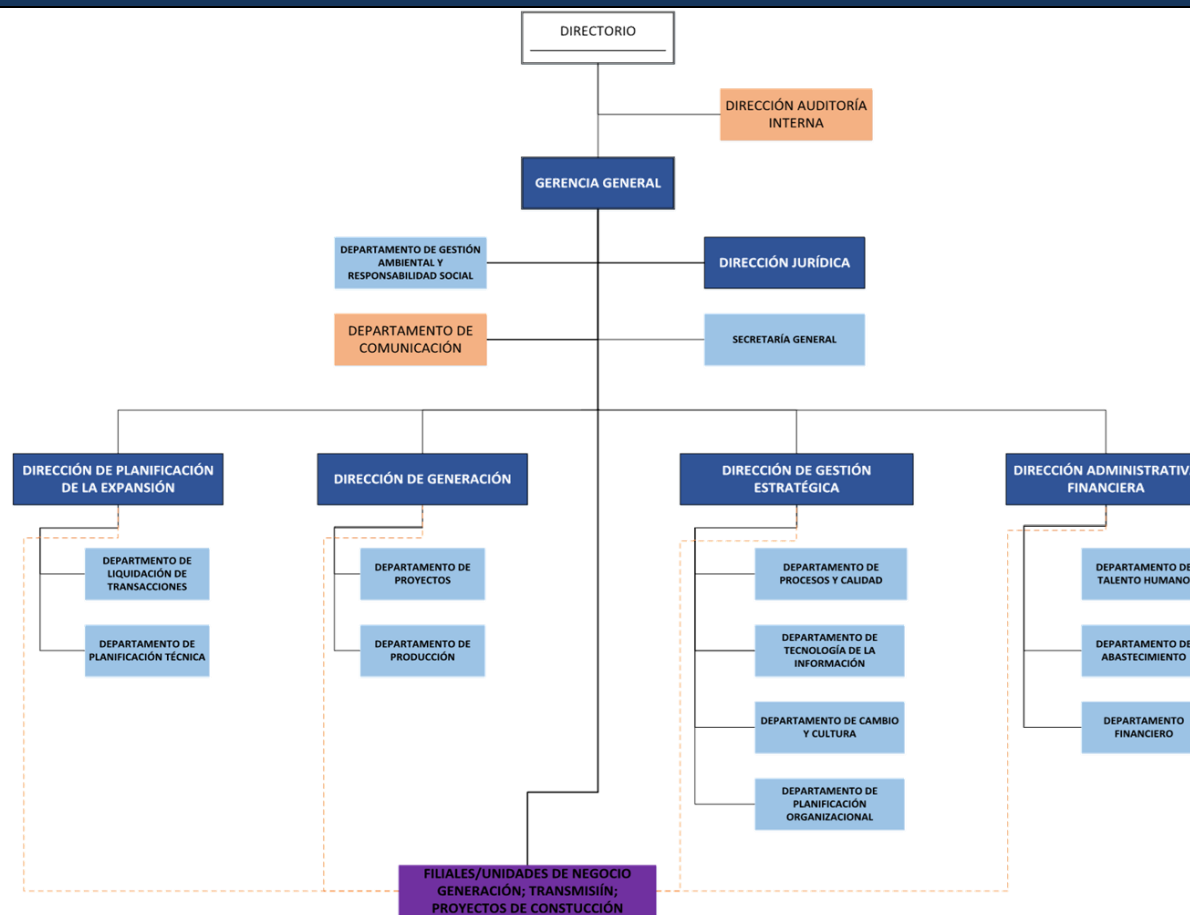 DIRECTORIO
DIRECCIÓN AUDITORÍA
INTERNA
GERENCIA GENERAL
DEPARTAMENTO DE GESTIÓN
AMBIENTAL Y
RESPONSABILIDAD SOCIAL
DIRECCIÓN JURÍDICA
DEPARTAMENTO DE
COMUNICACIÓN
SECRETARÍA GENERAL
DIRECCIÓN DE PLANIFICACIÓN
DE LA EXPANSIÓN
DIRECCIÓN DE GENERACIÓN
DIRECCIÓN DE GESTIÓN
ESTRATÉGICA
DIRECCIÓN ADMINISTRATIVA
FINANCIERA
DEPARTMENTO DE
LIQUIDACIÓN DE
TRANSACCIONES
DEPARTAMENTO DE
PLANIFICACIÓN TÉCNICA
DEPARTAMENTO DE
PROYECTOS
DEPARTAMENTO DE
PRODUCCIÓN
DEPARTAMENTO DE
PROCESOS Y CALIDAD
DEPARTAMENTO DE
TECNOLOGÍA DE LA
INFORMACIÓN
DEPARTAMENTO DE CAMBIO
Y CULTURA
DEPARTAMENTO DE
PLANIFICACIÓN
ORGANIZACIONAL
DEPARTAMENTO DE
TALENTO HUMANO
DEPARTAMENTO DE
ABASTECIMIENTO
DEPARTAMENTO
FINANCIERO
FILIALES/UNIDADES DE NEGOCIO
GENERACIÓN; TRANSMISIÍN;
PROYECTOS DE CONSTUCCIÓN